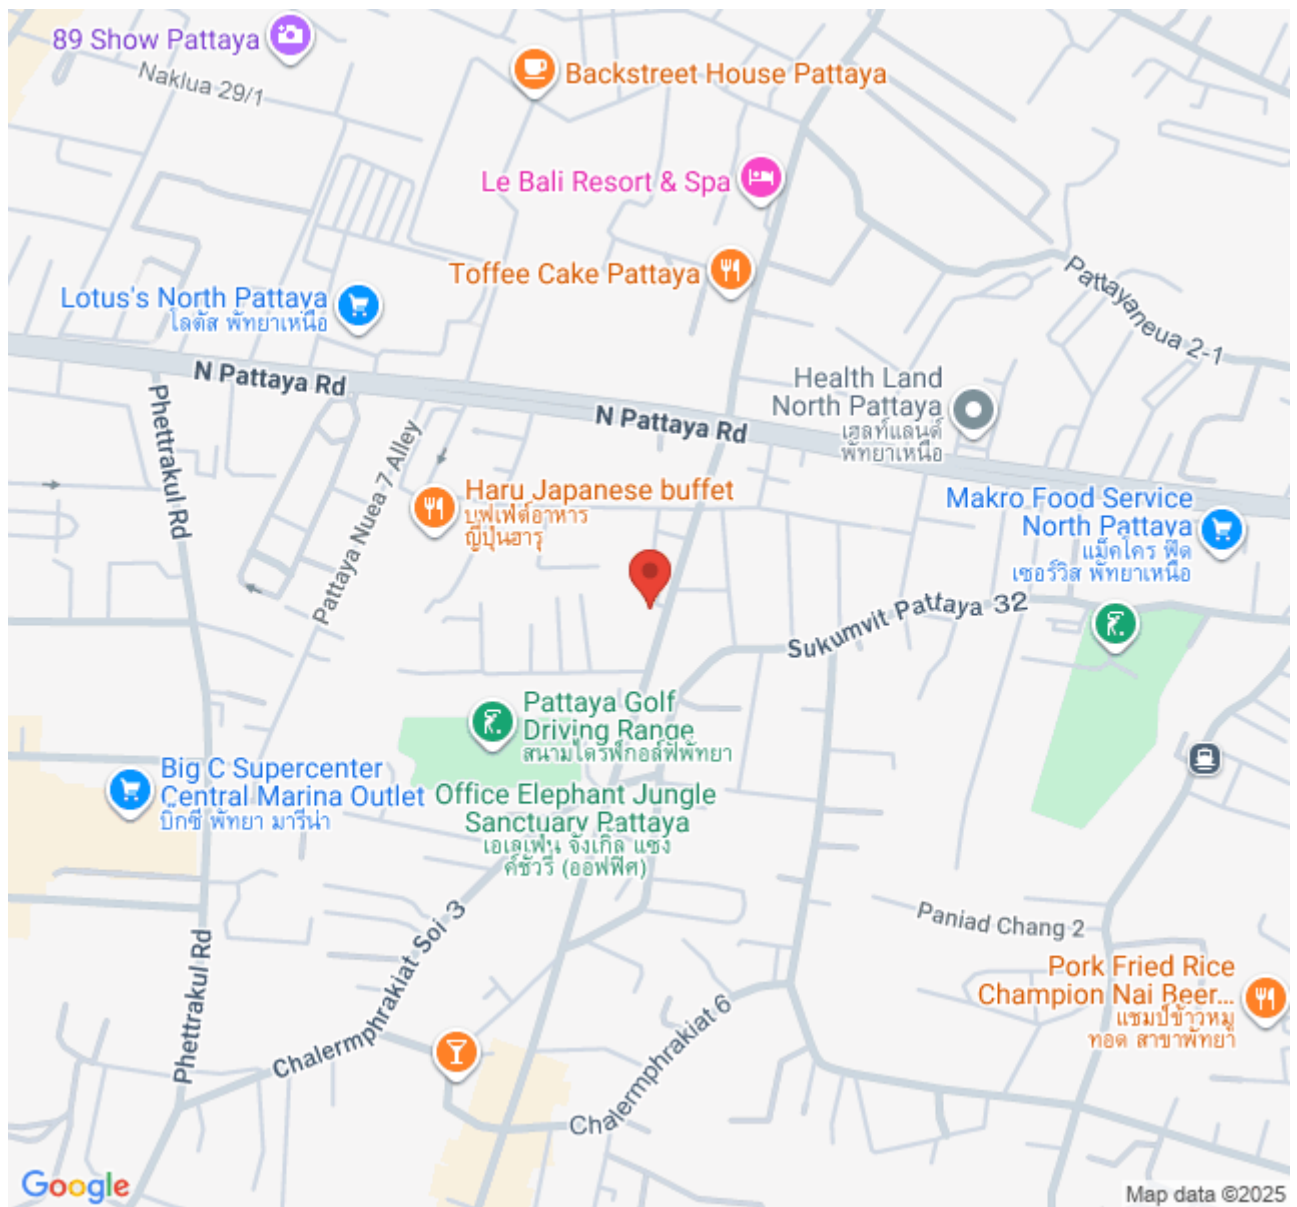 89 Show Pattaya
Naklua 29/1
Backstreet House Pattaya
Le Bali Resort & Spa
Toffee Cake Pattaya
Pattayaneua 2-1
Lotus's North Pattaya
โลตัส พัทยาเหนือ
N Pattaya Rd
N Pattaya Rd
Health Land
North Pattaya
เฮลท์แลนด์
พัทยาเหนือ
Phettrakul Rd
Pattaya Nuea 7 Alley
Haru Japanese buffet
บุฟเฟ่ต์อาหาร
ญี่ปุ่นฮารุ
Makro Food Service
North Pattaya
แม็คโคร ฟู้ด
เซอร์วิส พัทยาเหนือ
Sukumvit Pattaya 32
Pattaya Golf
Driving Range
สนามไดร์ฟกอล์ฟพัทยา
Big C Supercenter
Central Marina Outlet
บิ๊กซี พัทยา มารีน่า
Office Elephant Jungle
Sanctuary Pattaya
เอเลเฟ่น จังเกิ้ล แซง
ค์ชัวรี่ (ออฟฟิศ)
Paniad Chang 2
Phettrakul Rd
Chalermphrakiat Soi 3
Chalermphrakiat 6
Pork Fried Rice
Champion Nai Beer...
แชมป์ข้าวหมู
ทอด สาขาพัทยา
Google
Map data ©2025